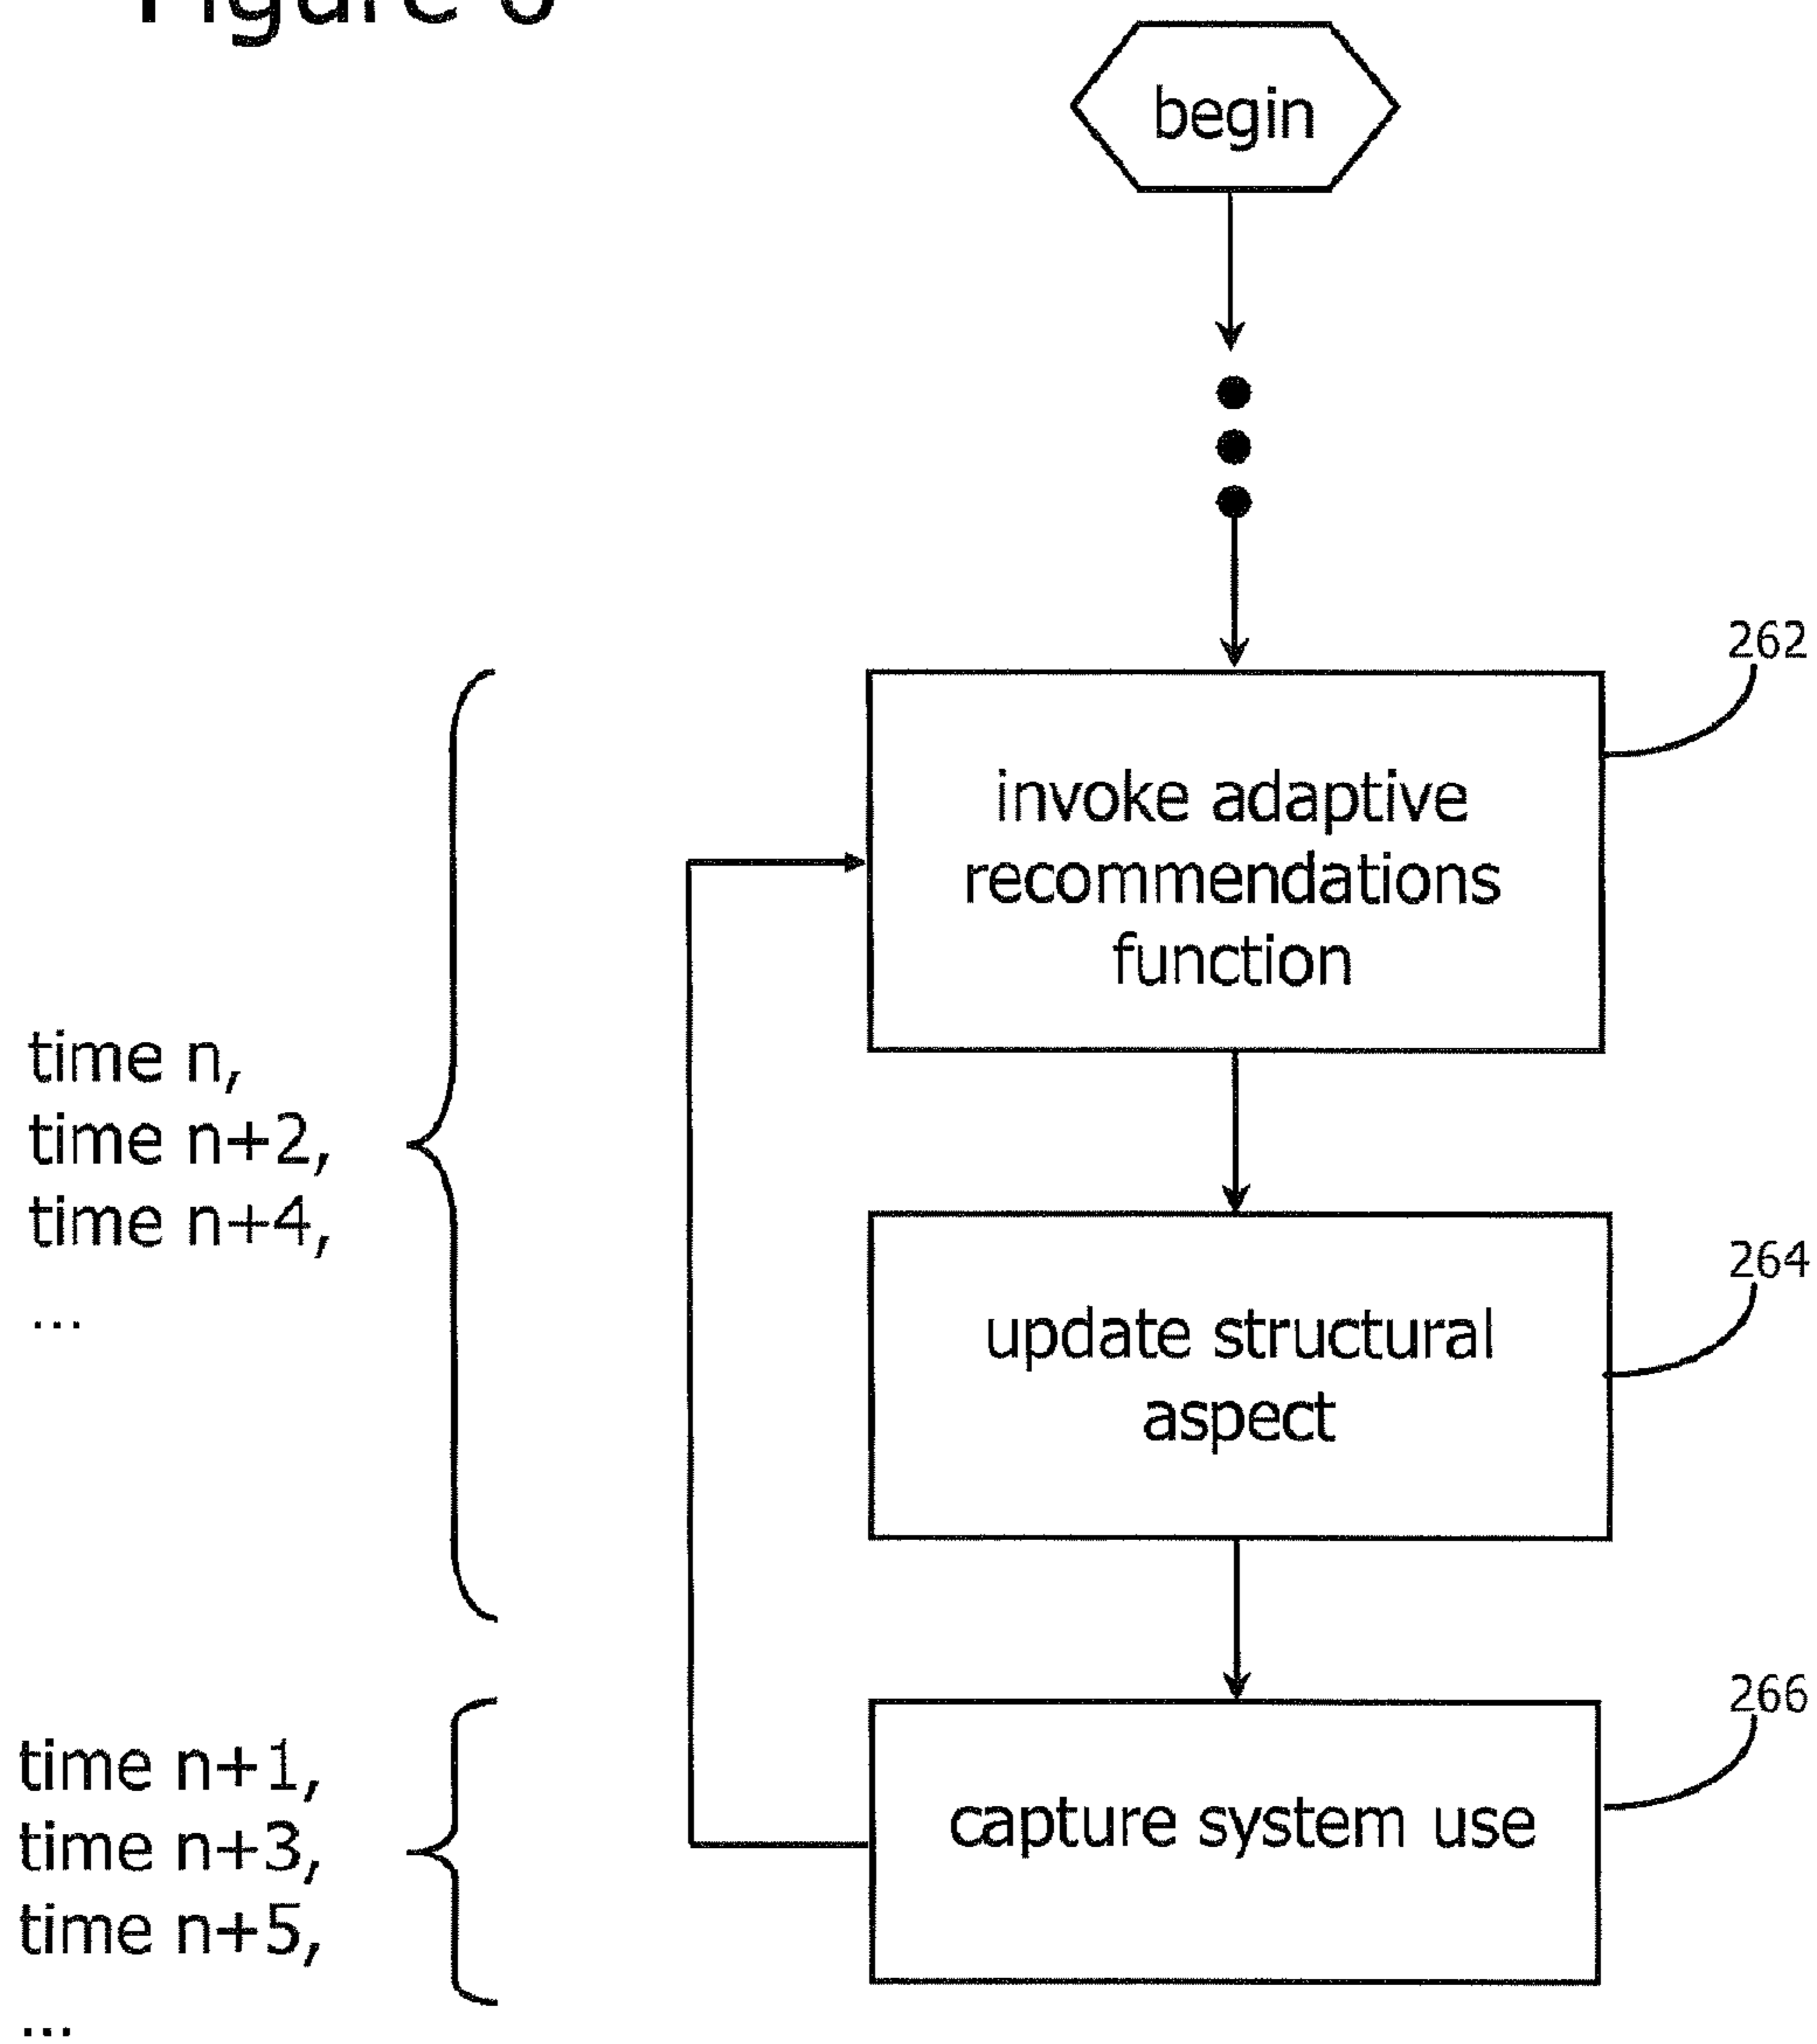 begin
262
invoke adaptive
recommendations
function
time n,
time n+2,
time n+4,
...
264
update structural
aspect
266
capture system use
time n+1,
time n+3,
time n+5,
...